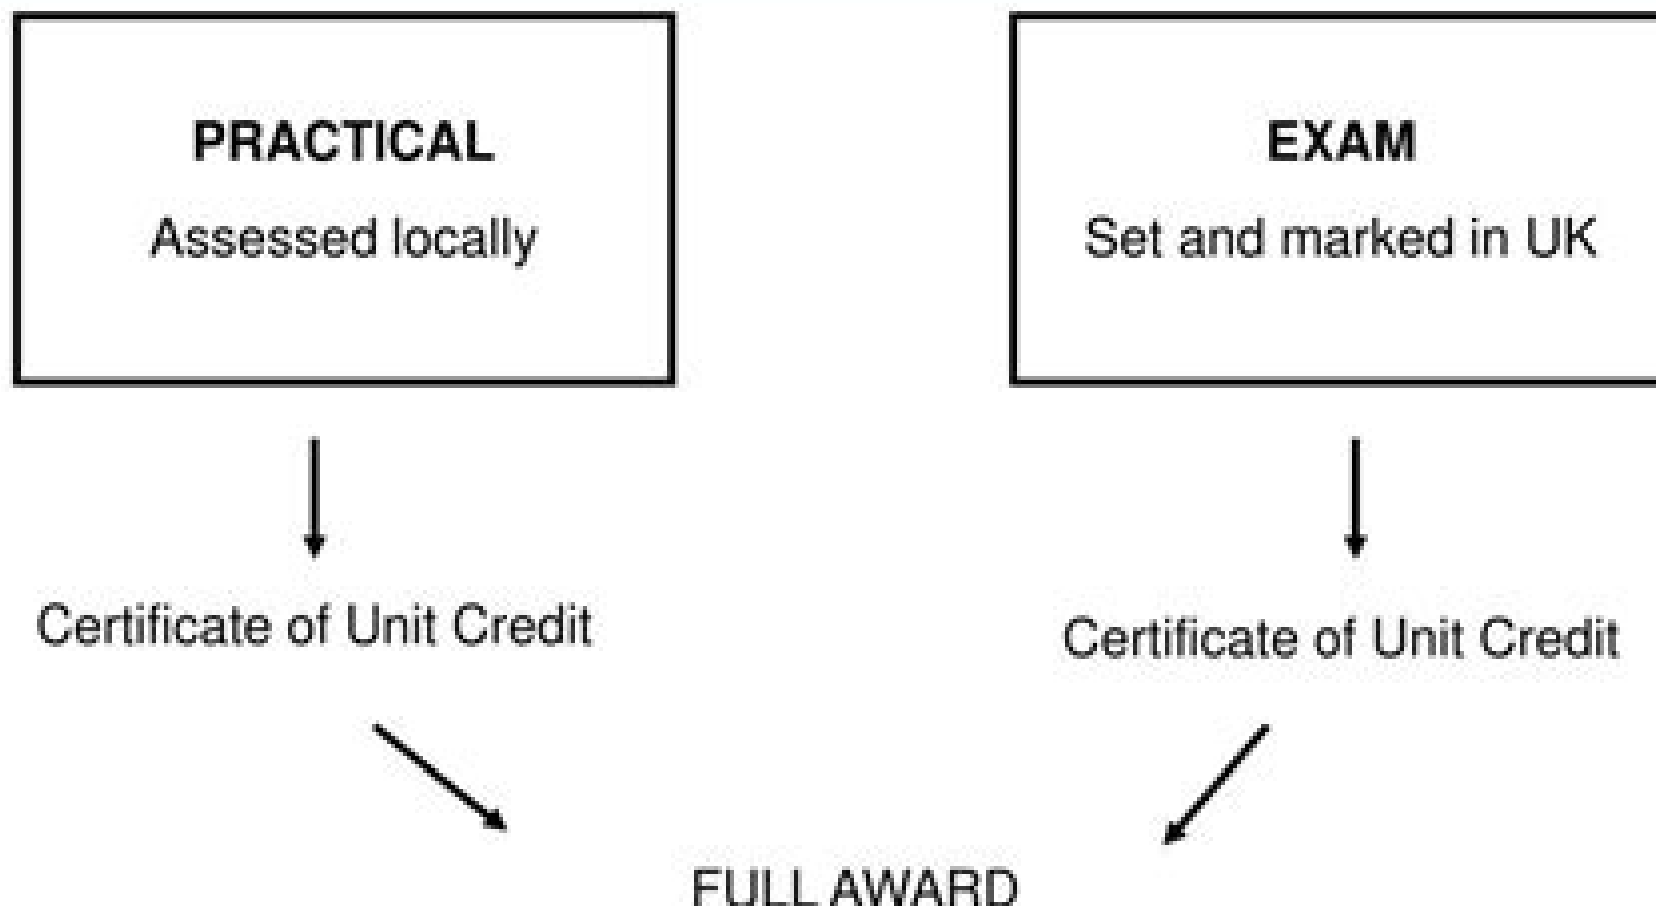 PRACTICAL
Assessed locally
EXAM
Set and marked in UK
Certificate of Unit Credit
Certificate of Unit Credit
FULL AWARD